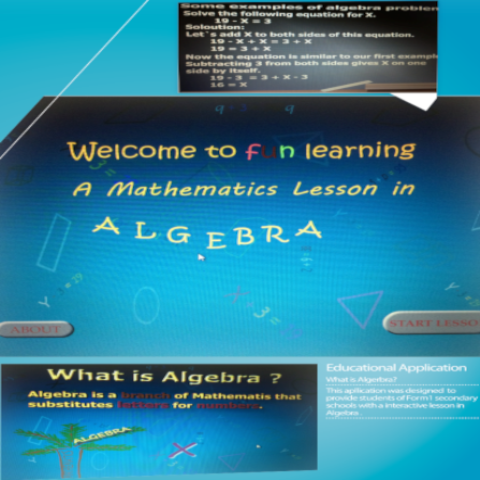 Some examples of algebra problem
Solve the following equation for X.
19 - X = 3
Soloution:
Let's add X to both sides of this equation.
19 - X + X = 3 + X
19 = 3 + X
Now the equation is similar to our first exampl
Subtracting 3 from both sides gives X on one
side by itself.
19 - 3 = 3 + X - 3
16 = X
Welcome to fun learning
A Mathematics Lesson in
ALGEBRA
ABOUT
START LESSO
What is Algebra ?
Algebra is a branch of Mathematis that
substitutes letters for numbers.
ALGEBRA
X
Educational Application
What is Algerbra?
This apllication was designed to
provide students of Form1 secondary
schools with a interactive lesson in
Algebra.